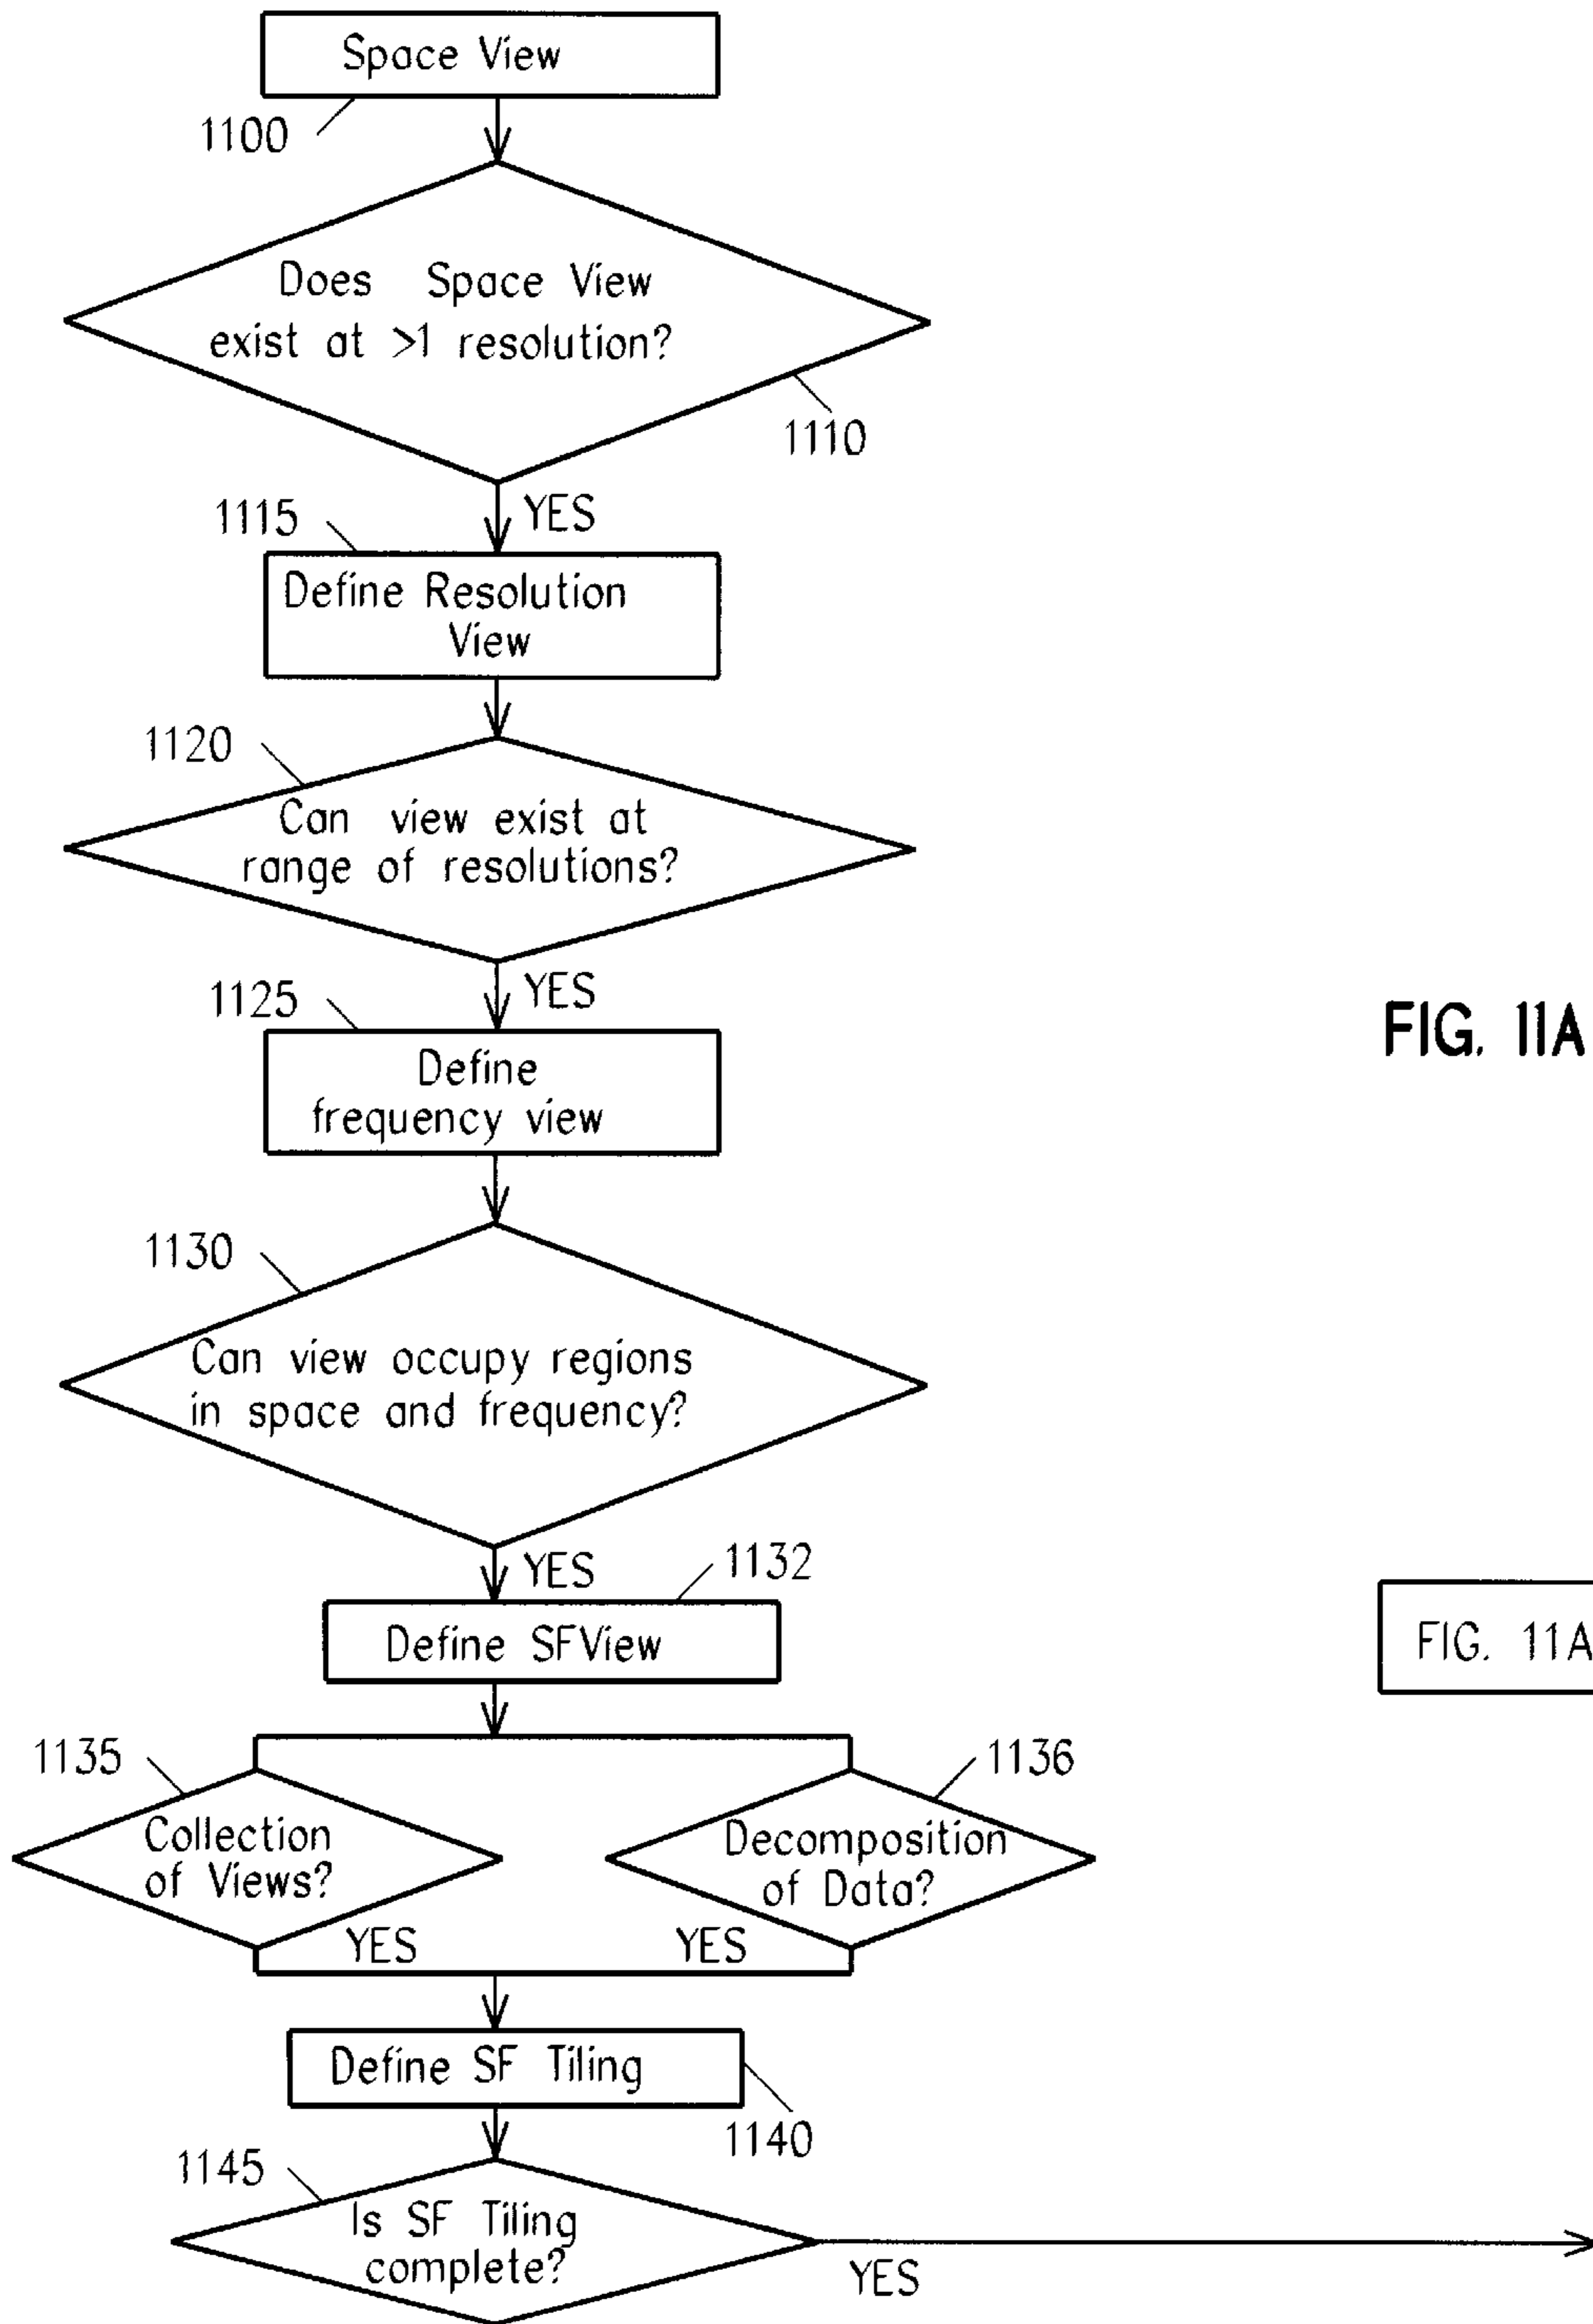 Space View
1100
Does Space View
exist at >1 resolution?
1110
YES
1115
Define Resolution
View
1120
Can view exist at
range of resolutions?
YES
1125
Define
frequency view
FIG. 11A
1130
Can view occupy regions
in space and frequency?
YES
1132
Define SFView
FIG. 11A
1135
1136
Collection
of Views?
Decomposition
of Data?
YES
YES
Define SF Tiling
1140
1145
Is SF Tiling
complete?
YES